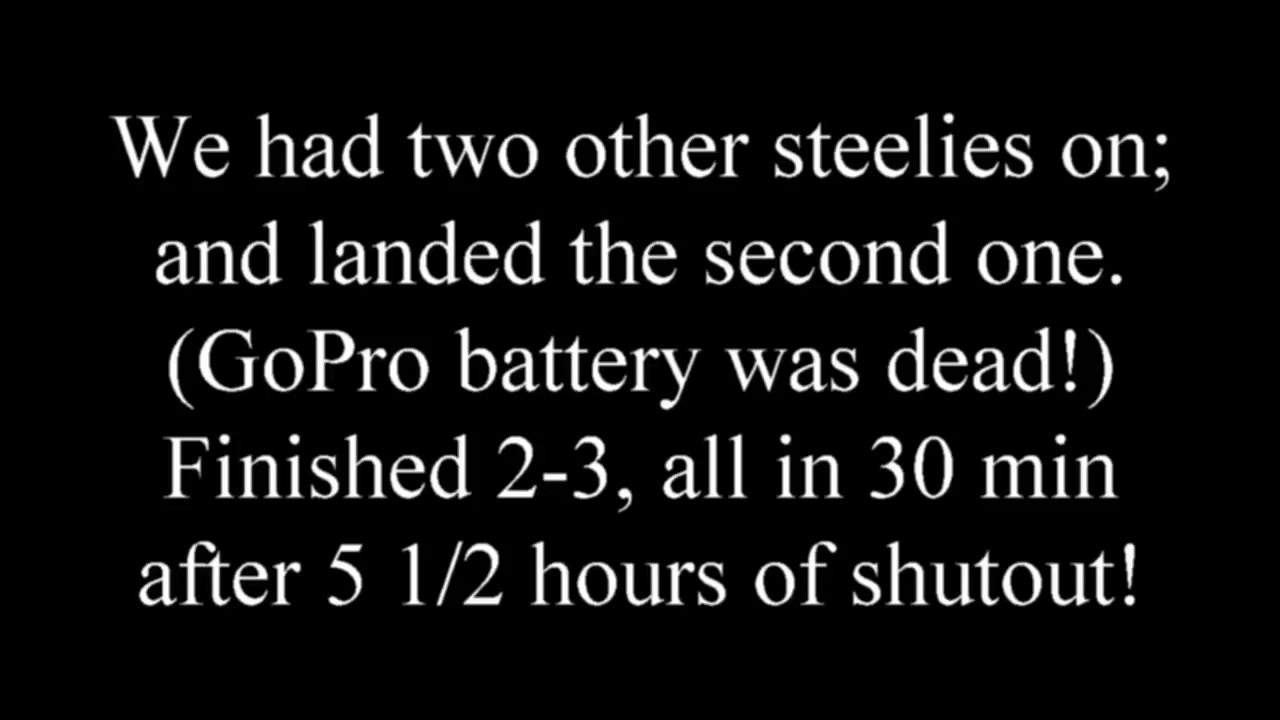 We had two other steelies on;
and landed the second one.
(GoPro battery was dead!)
Finished 2-3, all in 30 min
after 5 1/2 hours of shutout!